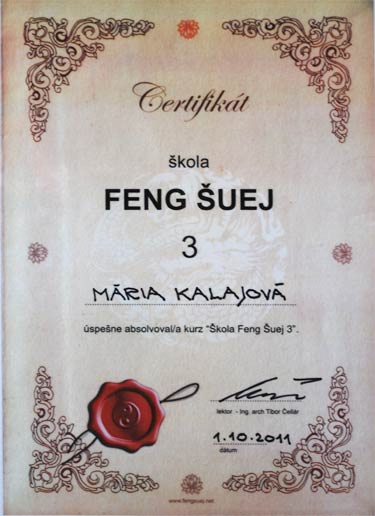 Certifikát
škola
FENG ŠUEJ
3
MÁRIA KALAJOVÁ
úspešne absolvoval/a kurz "Škola Feng Šuej 3".
lektor - Ing. arch Tibor Čellár
1.10.2011
dátum
www.fengsuej.net